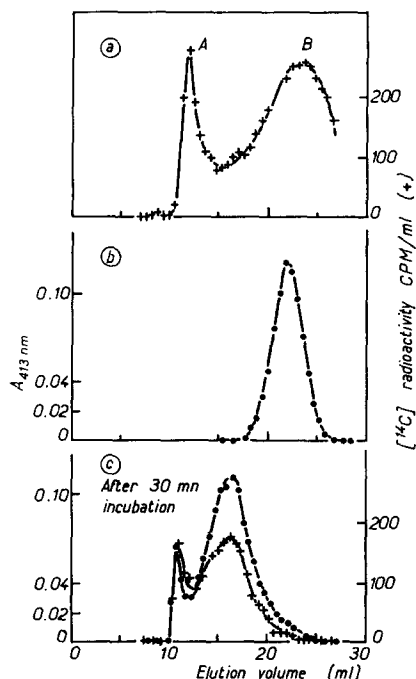 a
A
B
200
100
0
b
0.10
0.04
0.02
0
A 413 nm
[14C] radioactivity CPM/ml (+)
c
After 30 mn
incubation
0.10
0.04
0.02
0
200
100
0
0 10 20 30
Elution volume (ml)